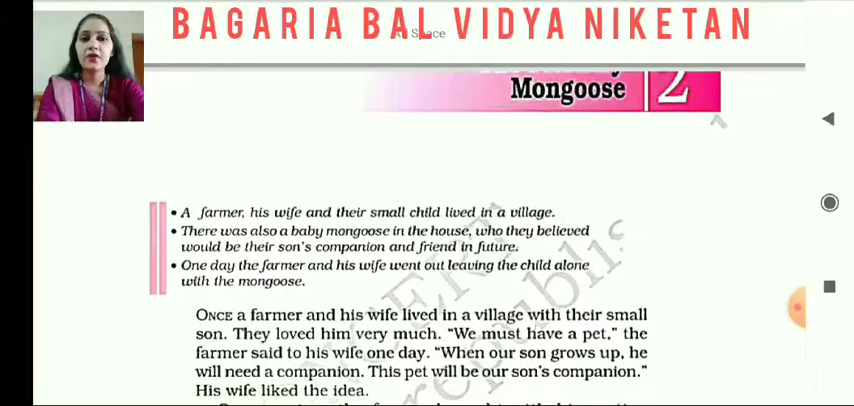 BAGARIA BAL VIDYA NIKETAN
Mongoose 2
• A farmer, his wife and their small child lived in a village.
• There was also a baby mongoose in the house, who they believed
would be their son's companion and friend in future.
• One day the farmer and his wife went out leaving the child alone
with the mongoose.
ONCE a farmer and his wife lived in a village with their small
son. They loved him very much. “We must have a pet,” the
farmer said to his wife one day. “When our son grows up, he
will need a companion. This pet will be our son's companion.”
His wife liked the idea.